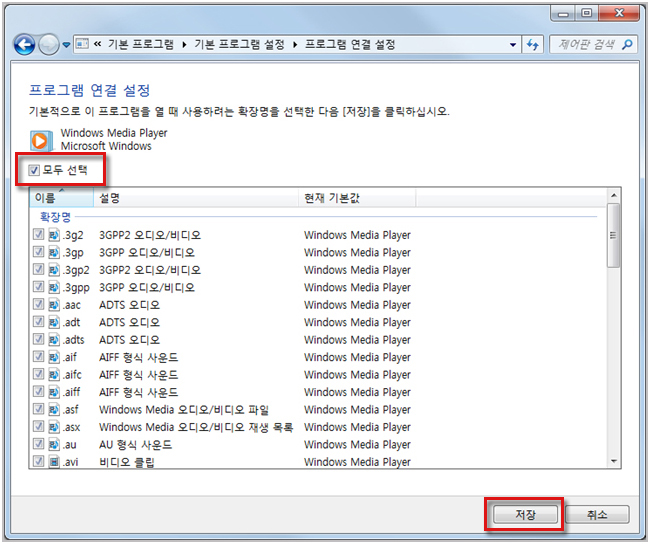 « 기본 프로그램 ▸ 기본 프로그램 설정 ▸ 프로그램 연결 설정
제어판 검색
프로그램 연결 설정
기본적으로 이 프로그램을 열 때 사용하려는 확장명을 선택한 다음 [저장]을 클릭하십시오.
Windows Media Player
Microsoft Windows
모두 선택
이름 설명 현재 기본값
확장명
.3g2 3GPP2 오디오/비디오 Windows Media Player
.3gp 3GPP 오디오/비디오 Windows Media Player
.3gp2 3GPP2 오디오/비디오 Windows Media Player
.3gpp 3GPP 오디오/비디오 Windows Media Player
.aac ADTS 오디오 Windows Media Player
.adt ADTS 오디오 Windows Media Player
.adts ADTS 오디오 Windows Media Player
.aif AIFF 형식 사운드 Windows Media Player
.aifc AIFF 형식 사운드 Windows Media Player
.aiff AIFF 형식 사운드 Windows Media Player
.asf Windows Media 오디오/비디오 파일 Windows Media Player
.asx Windows Media 오디오/비디오 재생 목록 Windows Media Player
.au AU 형식 사운드 Windows Media Player
.avi 비디오 클립 Windows Media Player
저장 취소